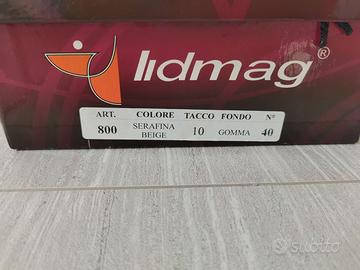 lidmag®
ART. COLORE TACCO FONDO N°
800 SERAFINA BEIGE 10 GOMMA 40
subito